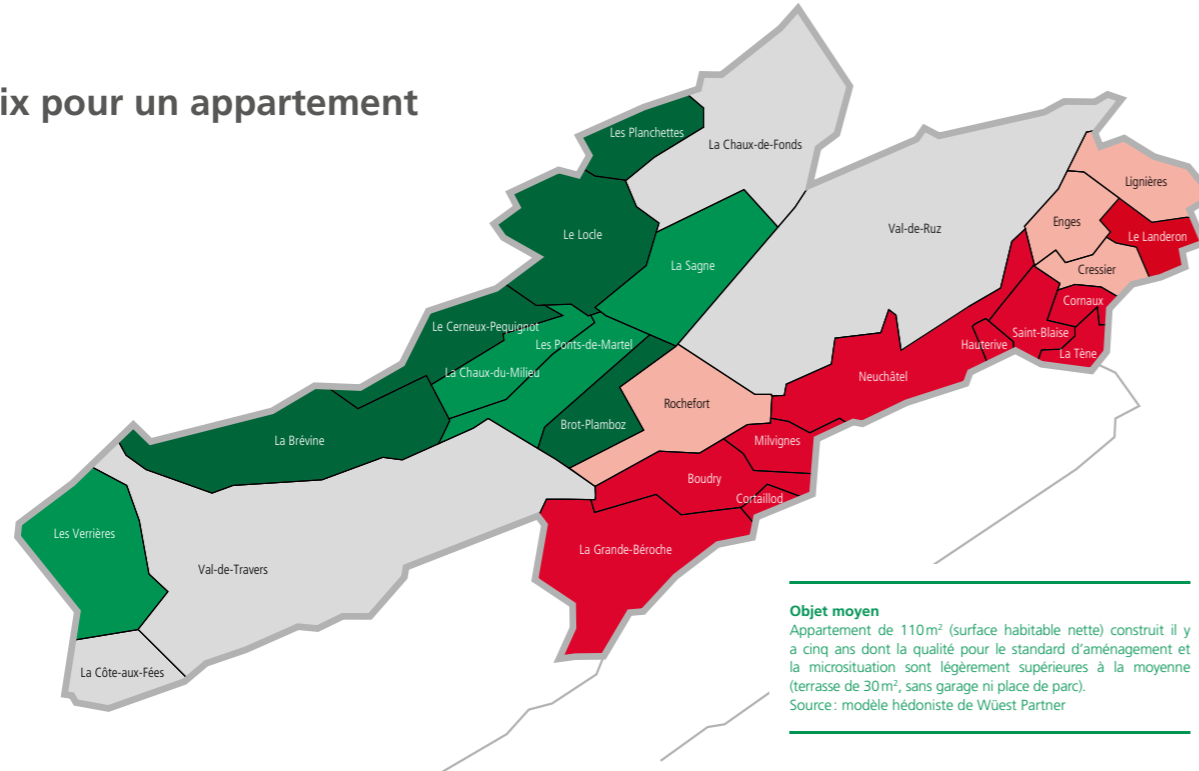 ix pour un appartement
Les Planchettes
La Chaux-de-Fonds
Lignières
Enges
Le Locle
Val-de-Ruz
Le Landeron
La Sagne
Cressier
Cornaux
Le Cerneux-Pequignot
Saint-Blaise
Les Ponts-de-Martel
Hauterive
La Tène
La Chaux-du-Milieu
Neuchâtel
Rochefort
Brot-Plamboz
La Brévine
Milvignes
Boudry
Cortaillod
Les Verrières
La Grande-Béroche
Val-de-Travers
La Côte-aux-Fées
Objet moyen
Appartement de 110 m² (surface habitable nette) construit il y
a cinq ans dont la qualité pour le standard d’aménagement et
la microsituation sont légèrement supérieures à la moyenne
(terrasse de 30 m², sans garage ni place de parc).
Source : modèle hédoniste de Wüest Partner